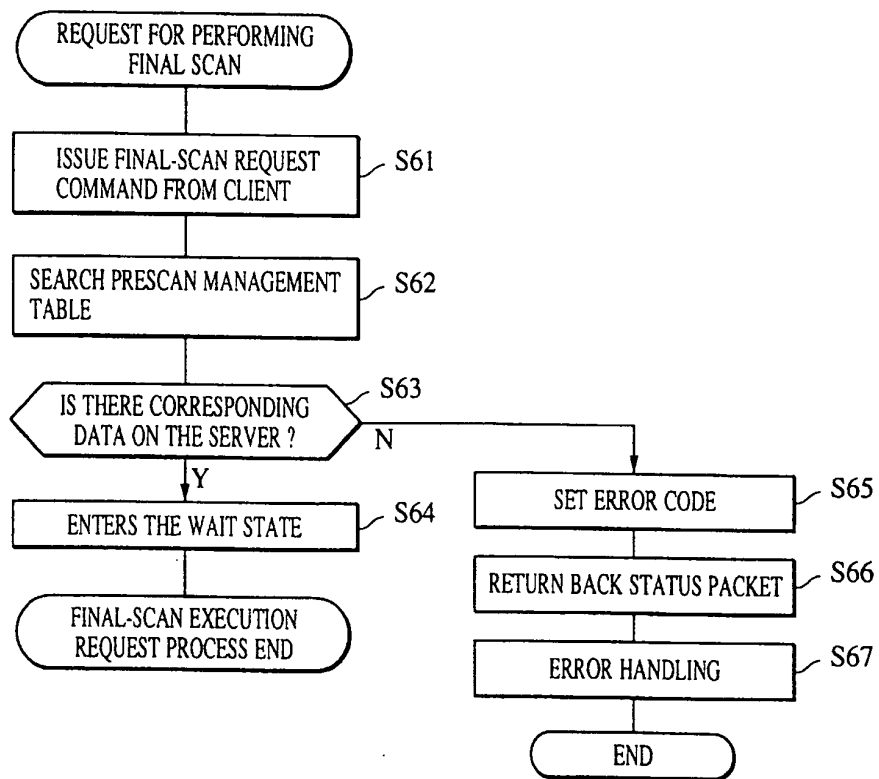 REQUEST FOR PERFORMING
FINAL SCAN
ISSUE FINAL-SCAN REQUEST
COMMAND FROM CLIENT
S61
SEARCH PRESCAN MANAGEMENT
TABLE
S62
IS THERE CORRESPONDING
DATA ON THE SERVER ?
S63
N
Y
ENTERS THE WAIT STATE
S64
FINAL-SCAN EXECUTION
REQUEST PROCESS END
SET ERROR CODE
S65
RETURN BACK STATUS PACKET
S66
ERROR HANDLING
S67
END